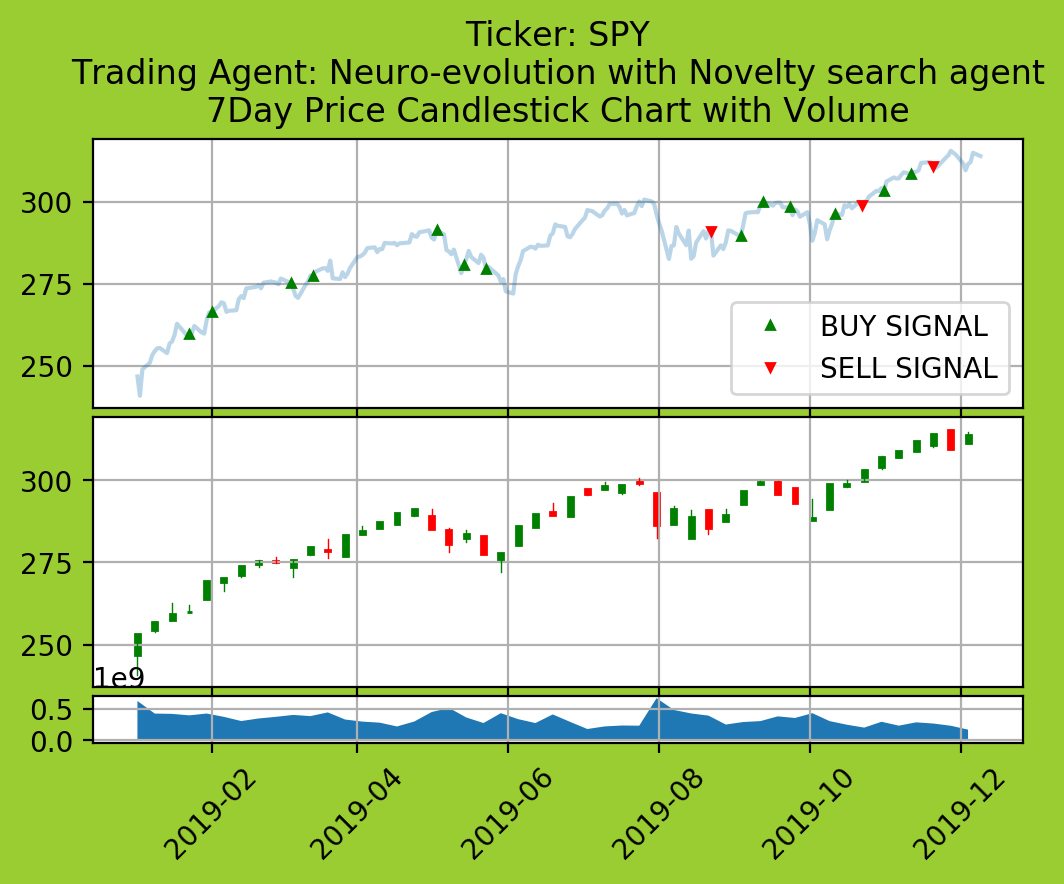 Ticker: SPY
Trading Agent: Neuro-evolution with Novelty search agent
7Day Price Candlestick Chart with Volume
300
275
250
BUY SIGNAL
SELL SIGNAL
300
275
250
1e9
0.5
0.0
2019-02
2019-04
2019-06
2019-08
2019-10
2019-12